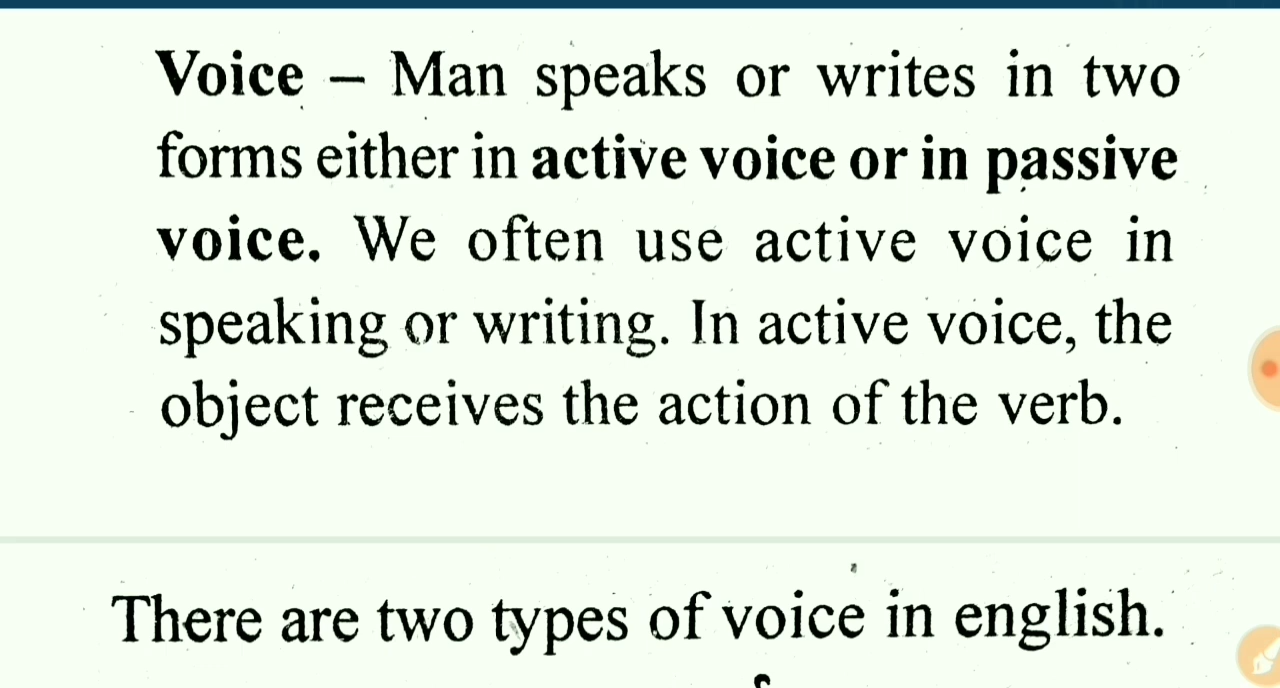 Voice – Man speaks or writes in two
forms either in active voice or in passive
voice. We often use active voice in
speaking or writing. In active voice, the
object receives the action of the verb.
There are two types of voice in english.